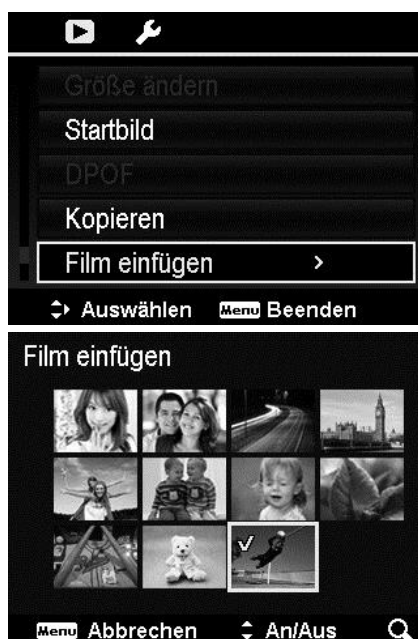 Größe ändern
Startbild
DPOF
Kopieren
Film einfügen >
Auswählen Menu Beenden
Film einfügen
Menu Abbrechen An/Aus